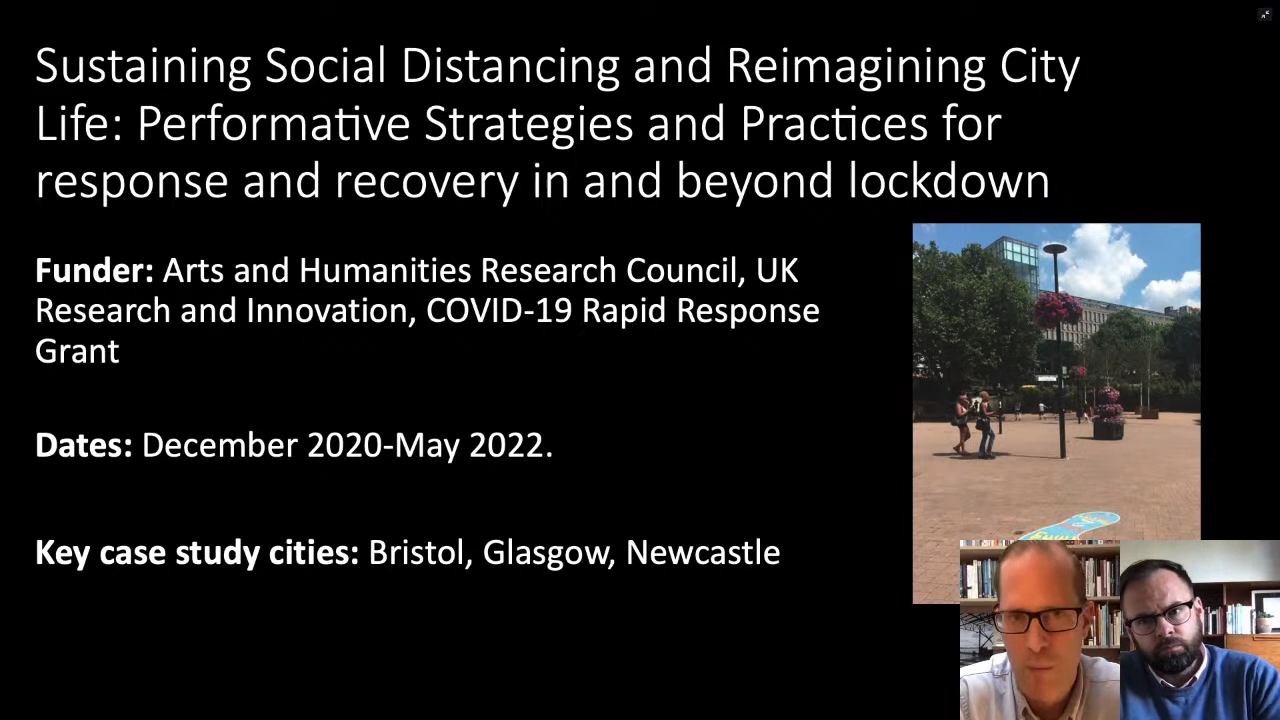 Sustaining Social Distancing and Reimagining City
Life: Performative Strategies and Practices for
response and recovery in and beyond lockdown
Funder: Arts and Humanities Research Council, UK
Research and Innovation, COVID-19 Rapid Response
Grant
Dates: December 2020-May 2022.
Key case study cities: Bristol, Glasgow, Newcastle